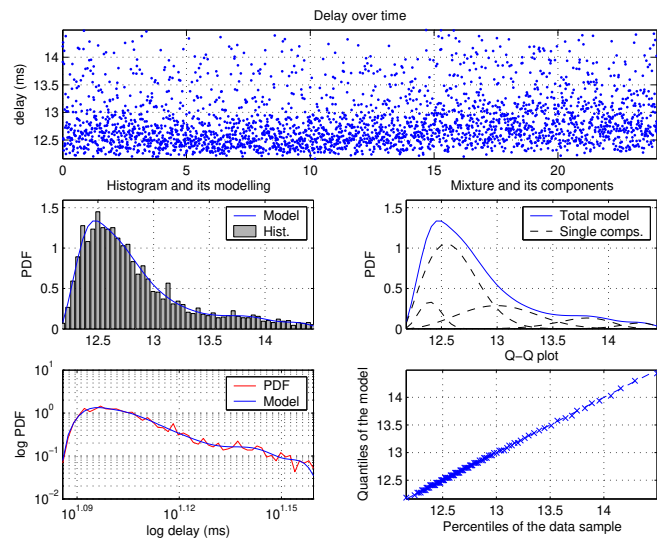 Delay over time
delay (ms)
14
13.5
13
12.5
0 5 10 15 20
Histogram and its modelling
Mixture and its components
PDF
1.5
1
0.5
0
12.5 13 13.5 14
Model
Hist.
PDF
1.5
1
0.5
0
12.5 13 13.5 14
Total model
Single comps.
log PDF
10^1
10^0
10^−1
10^−2
10^1.09 10^1.12 10^1.15
log delay (ms)
PDF
Model
Q−Q plot
Quantiles of the model
14
13.5
13
12.5
12.5 13 13.5 14
Percentiles of the data sample